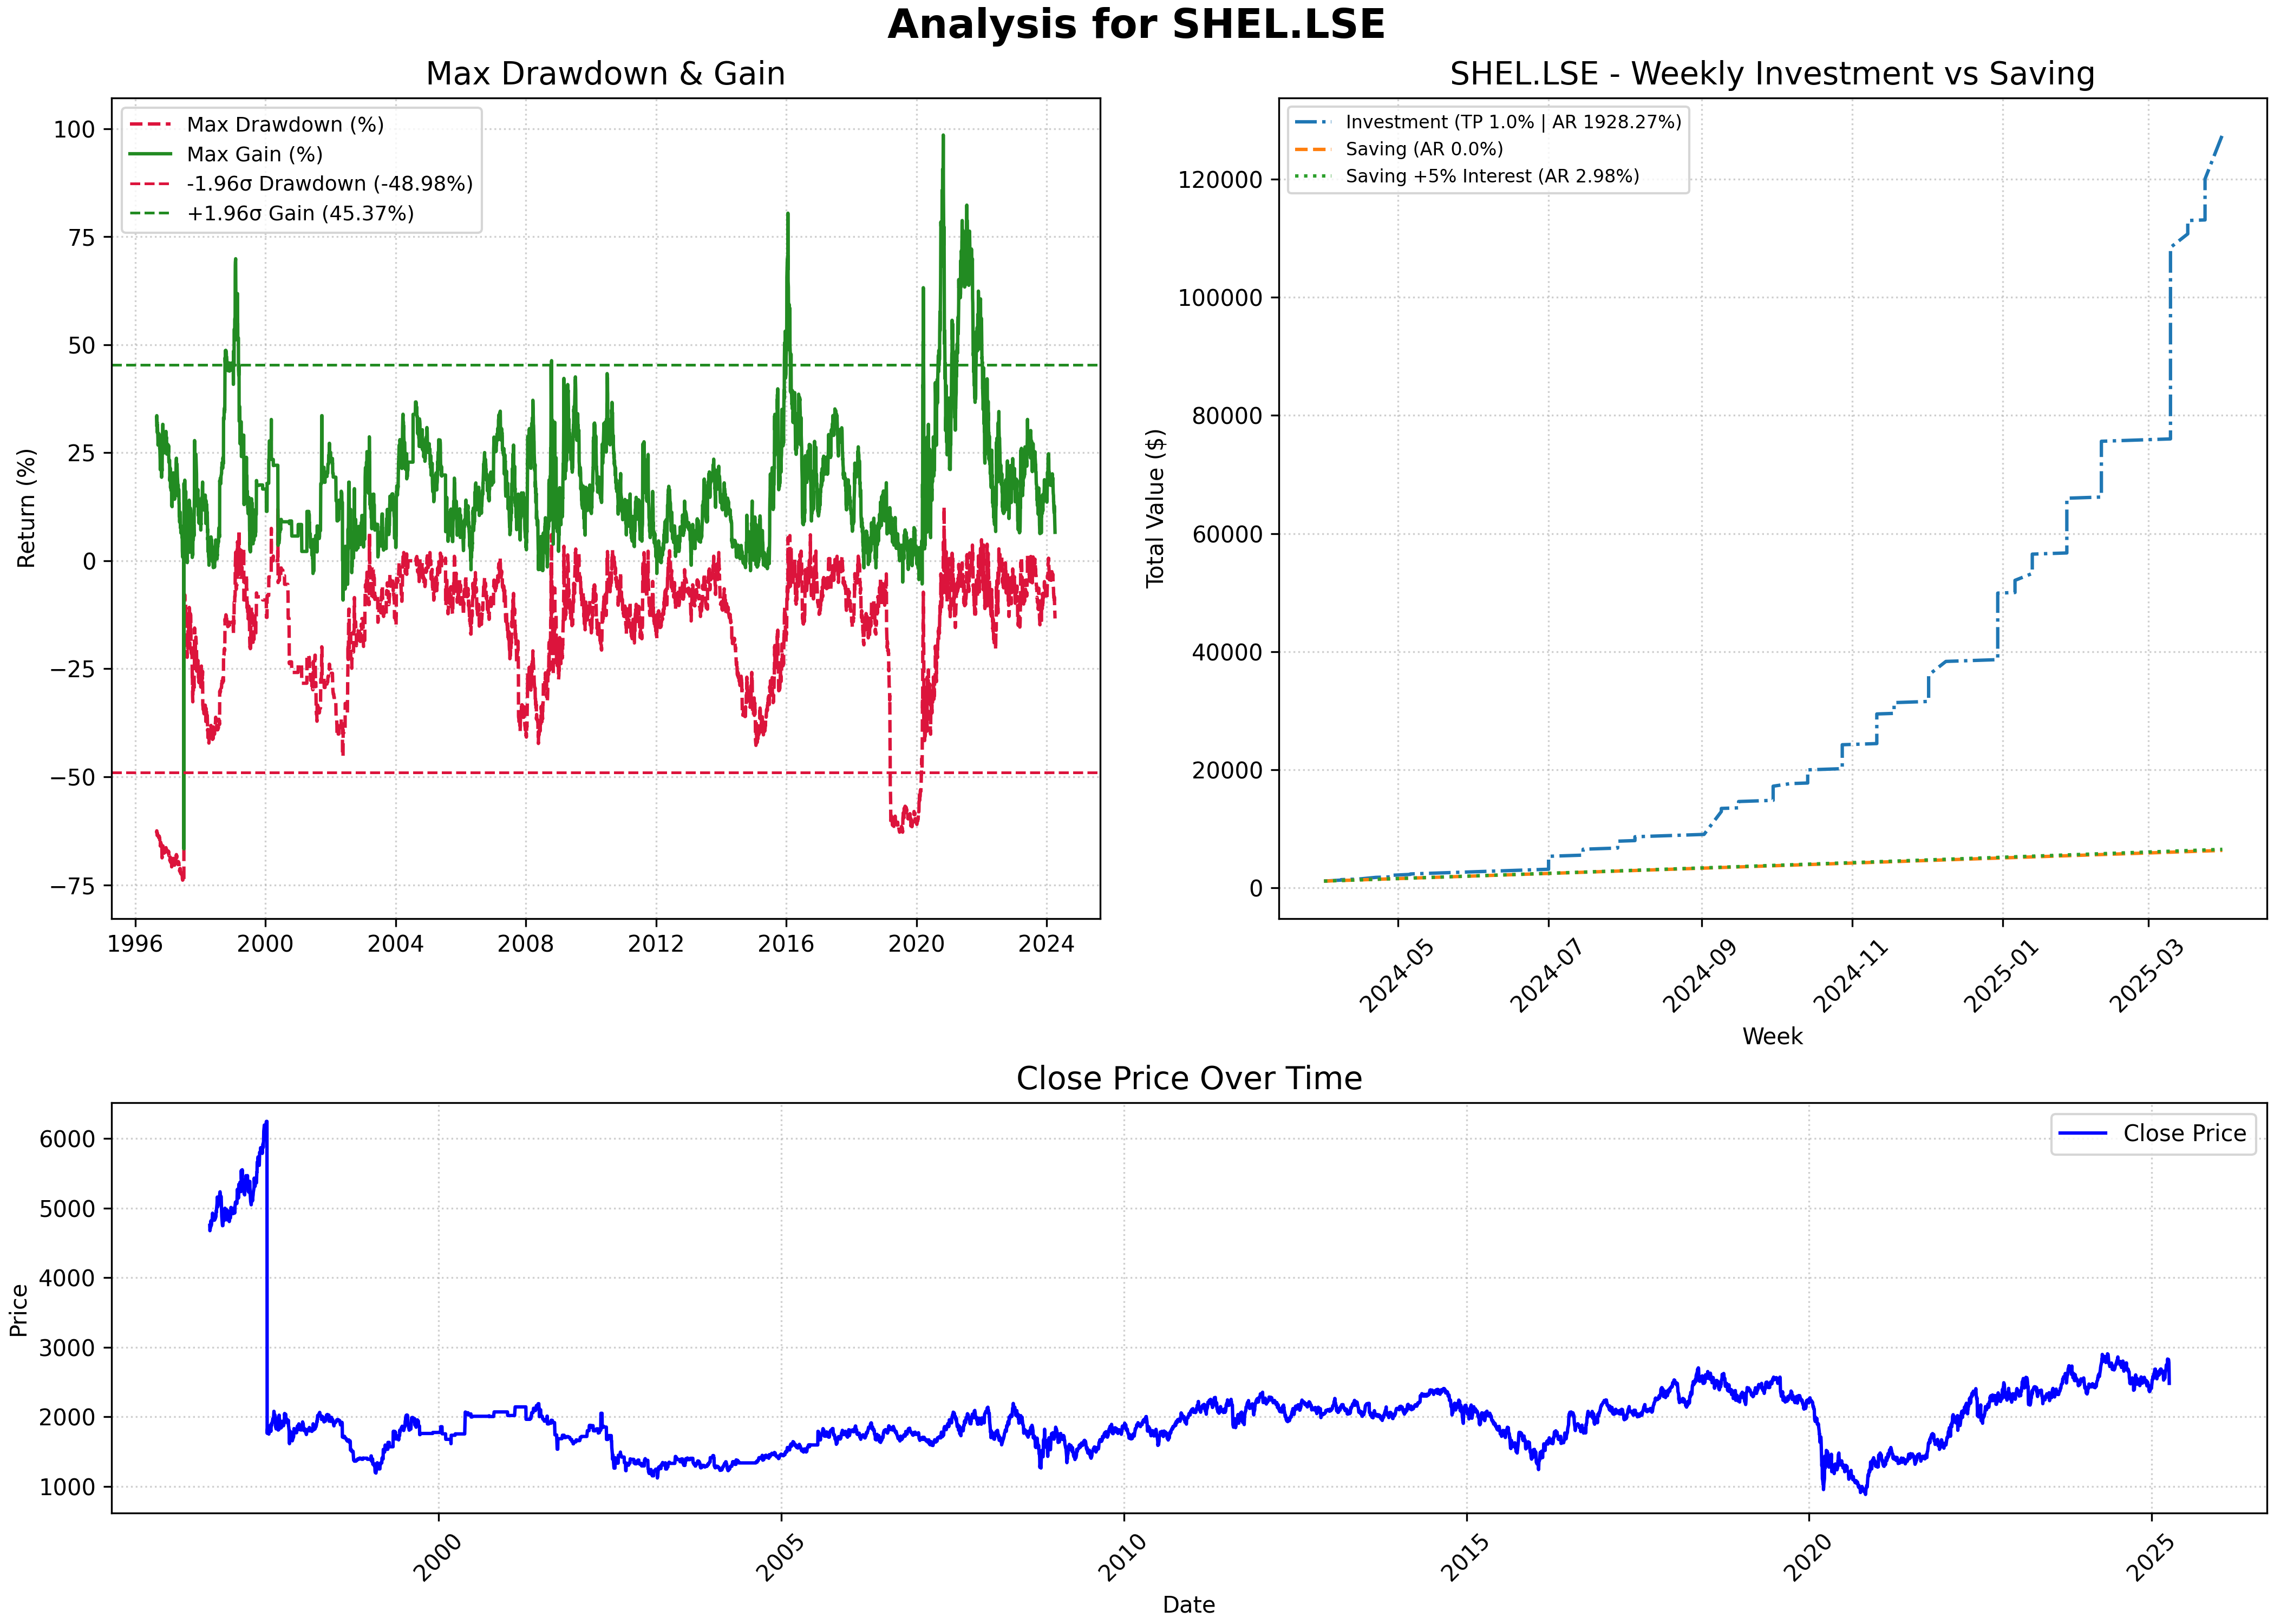 Analysis for SHEL.LSE
Max Drawdown & Gain
Max Drawdown (%)
Max Gain (%)
-1.96σ Drawdown (-48.98%)
+1.96σ Gain (45.37%)
Return (%)
100
75
50
25
0
−25
−50
−75
1996 2000 2004 2008 2012 2016 2020 2024
SHEL.LSE - Weekly Investment vs Saving
Investment (TP 1.0% | AR 1928.27%)
Saving (AR 0.0%)
Saving +5% Interest (AR 2.98%)
Total Value ($)
120000
100000
80000
60000
40000
20000
0
2024-05 2024-07 2024-09 2024-11 2025-01 2025-03
Week
Close Price Over Time
Close Price
Price
6000
5000
4000
3000
2000
1000
2000 2005 2010 2015 2020 2025
Date